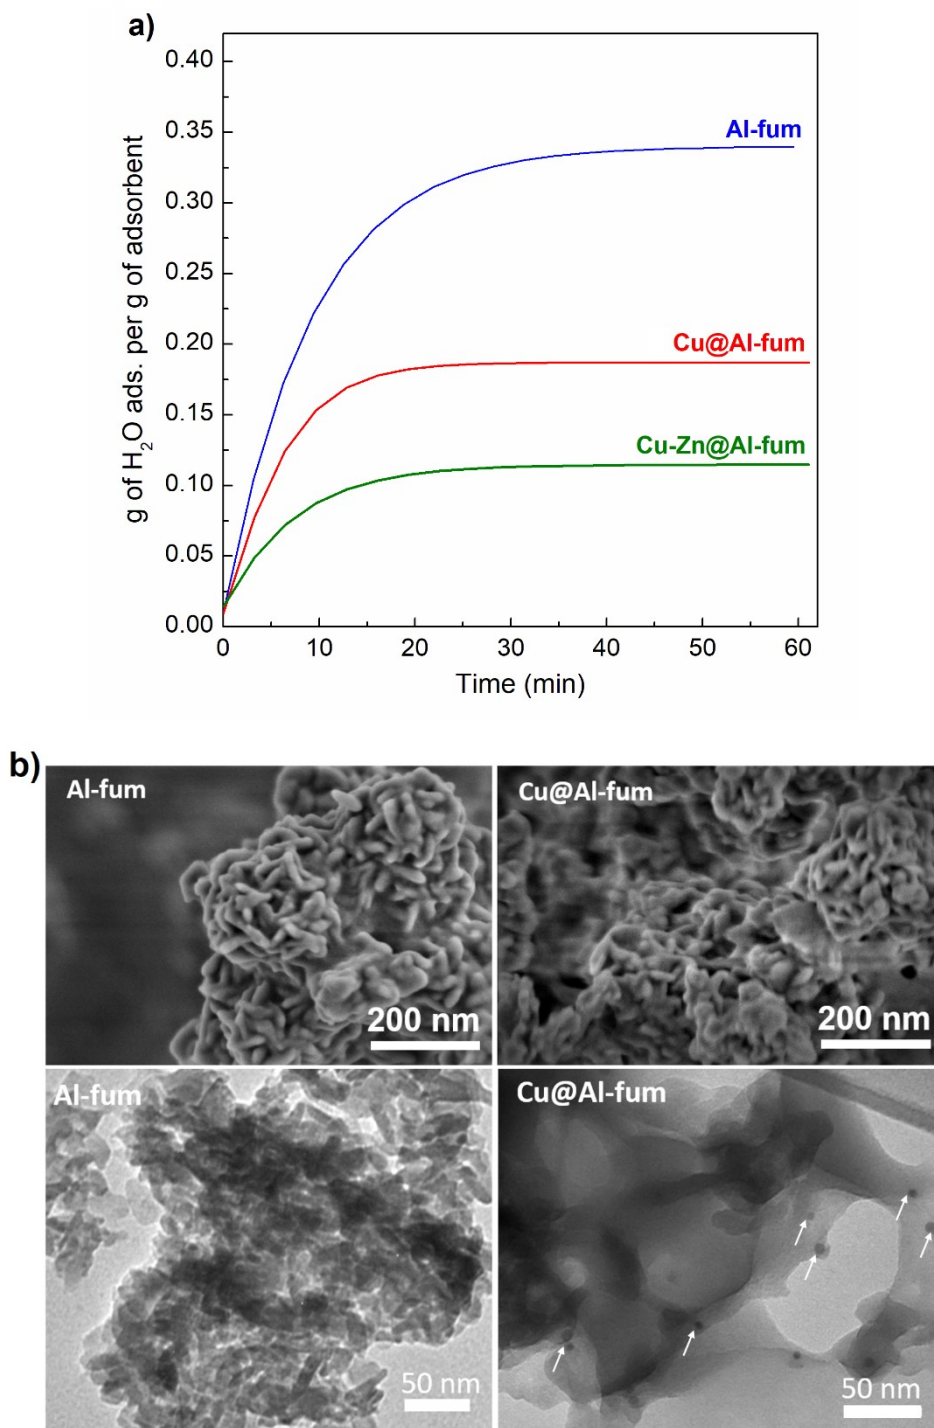 a)
0.40
0.35
0.30
0.25
0.20
0.15
0.10
0.05
0.00
g of H₂O ads. per g of adsorbent
Al-fum
Cu@Al-fum
Cu-Zn@Al-fum
0 10 20 30 40 50 60
Time (min)
b)
Al-fum
200 nm
Cu@Al-fum
200 nm
Al-fum
50 nm
Cu@Al-fum
50 nm